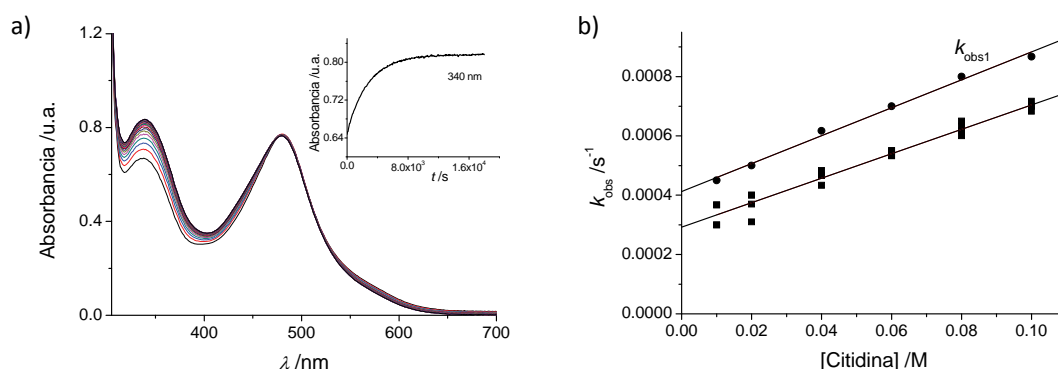 a)
Absorbancia /u.a.
1.2
0.8
0.4
0.0
400
500
600
700
λ /nm
Absorbancia /u.a.
0.80
0.72
0.64
0.56
340 nm
8.0x10³
1.6x10⁴
t /s
b)
k_obs /s⁻¹
0.0008
0.0006
0.0004
0.0002
0.0000
k_obs1
0.00
0.02
0.04
0.06
0.08
0.10
[Citidina] /M